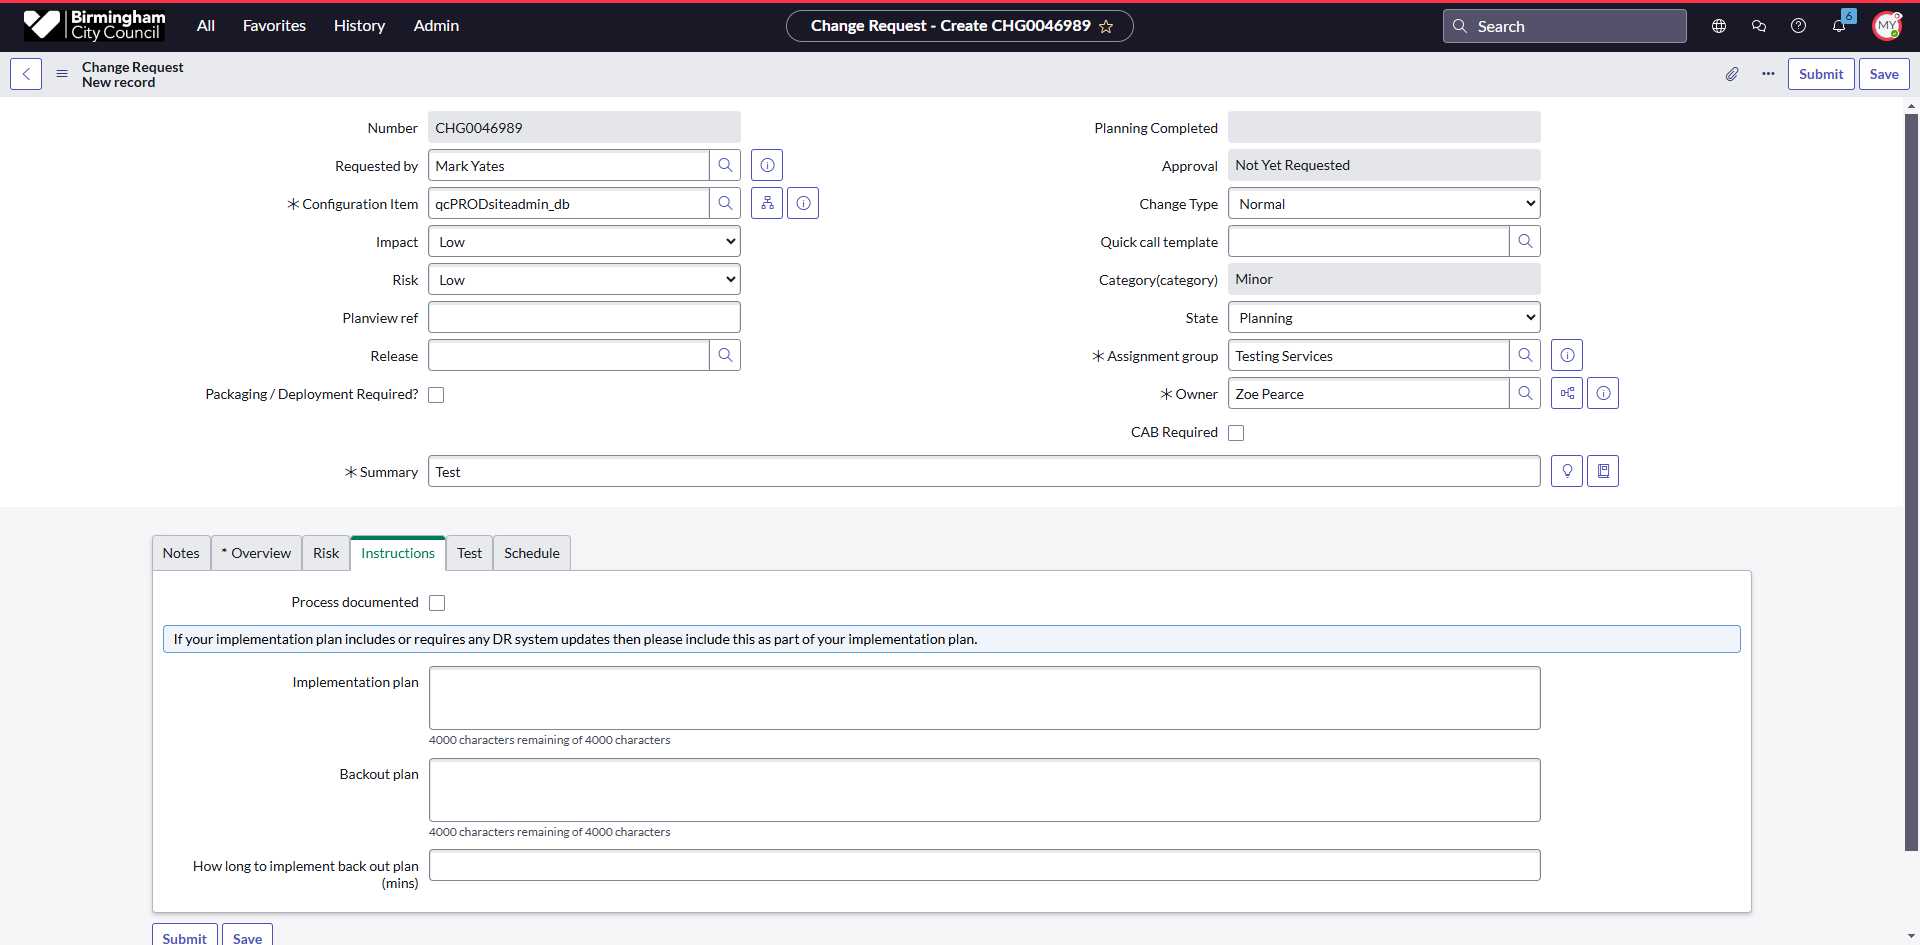 Birmingham
City Council
All Favorites History Admin
Change Request - Create CHG0046989
Search
6
MY
Change Request
New record
Submit Save
Number CHG0046989
Planning Completed
Requested by Mark Yates
Approval Not Yet Requested
Configuration Item qcPRODsiteadmin_db
Change Type Normal
Impact Low
Quick call template
Risk Low
Category(category) Minor
Planview ref
State Planning
Release
Assignment group Testing Services
Packaging / Deployment Required?
Owner Zoe Pearce
CAB Required
Summary Test
Notes * Overview Risk Instructions Test Schedule
Process documented
If your implementation plan includes or requires any DR system updates then please include this as part of your implementation plan.
Implementation plan
4000 characters remaining of 4000 characters
Backout plan
4000 characters remaining of 4000 characters
How long to implement back out plan
(mins)
Submit Save